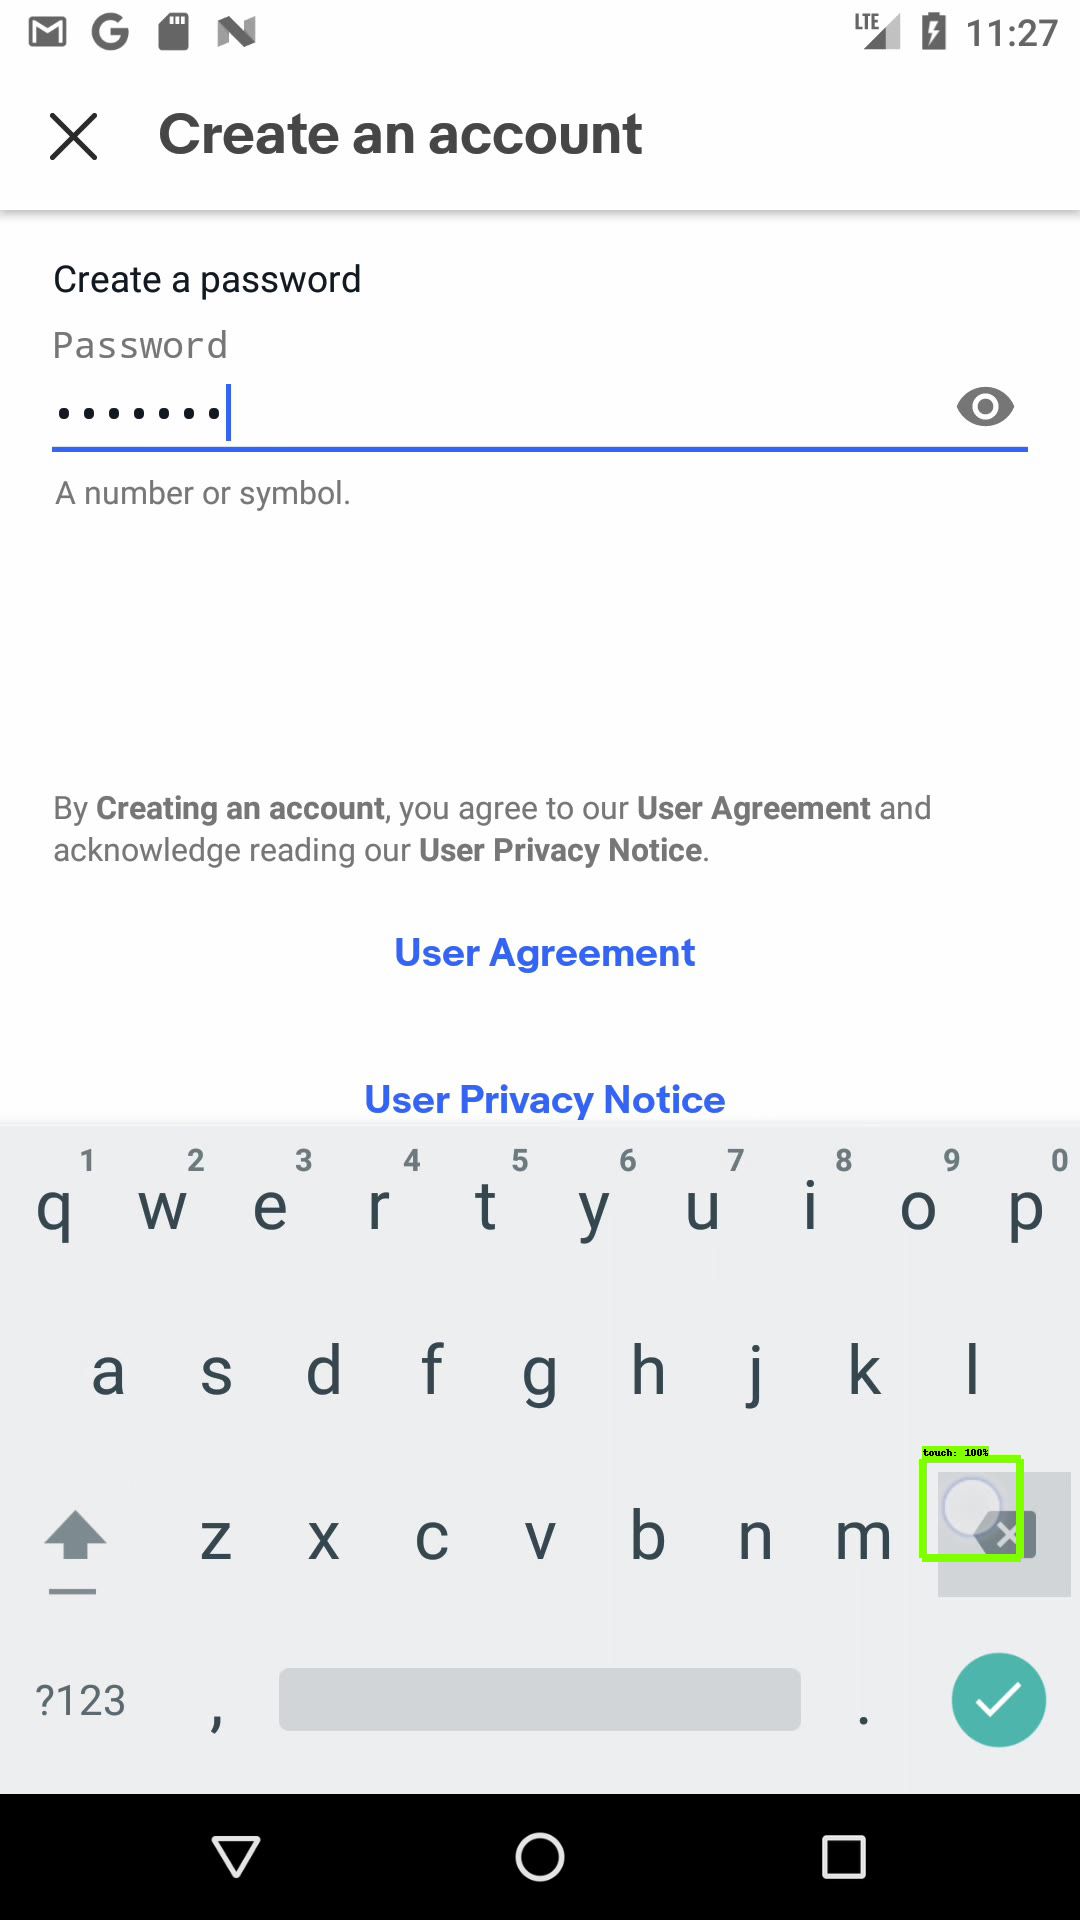 LTE 11:27
Create an account
Create a password
Password
•••••••
A number or symbol.
By Creating an account, you agree to our User Agreement and
acknowledge reading our User Privacy Notice.
User Agreement
User Privacy Notice
1 2 3 4 5 6 7 8 9 0
q w e r t y u i o p
a s d f g h j k l
touch: 100%
z x c v b n m
?123 , .